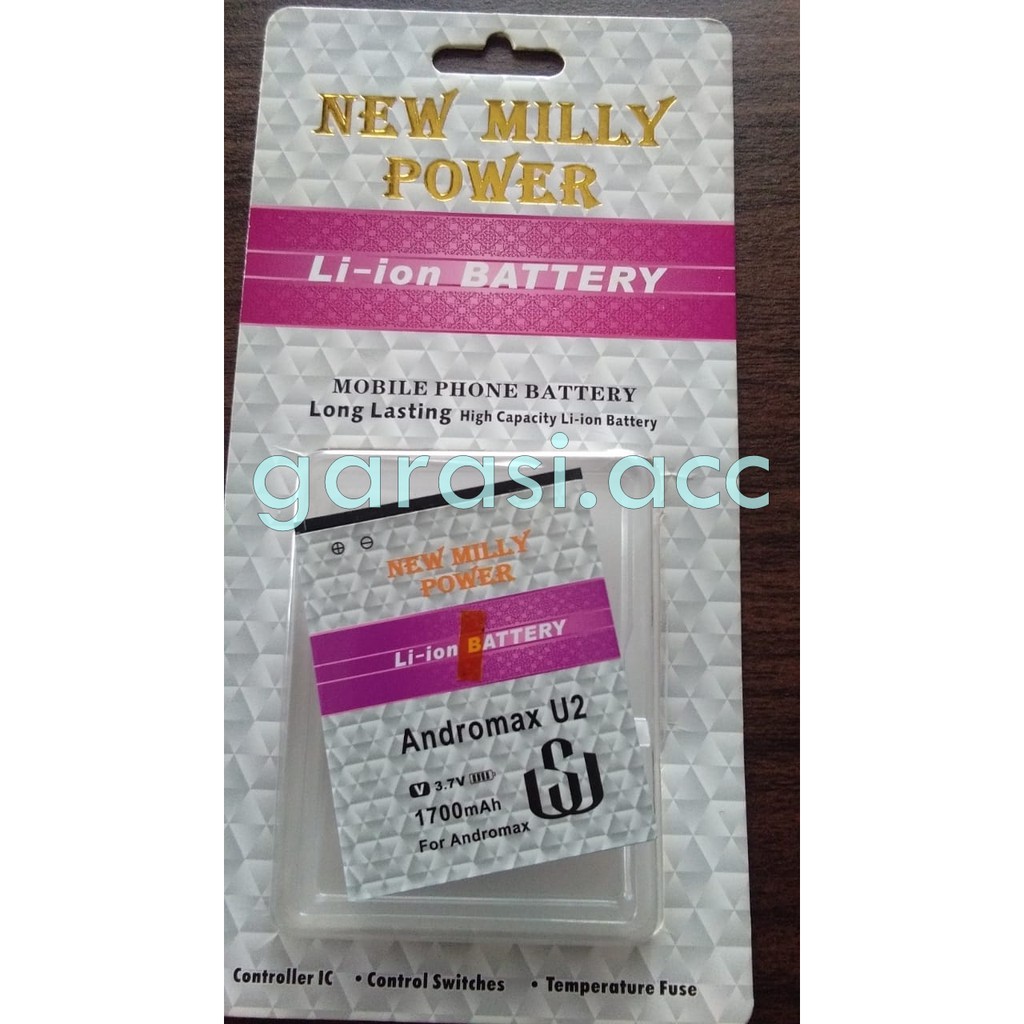 NEW MILLY
POWER
Li-ion BATTERY
MOBILE PHONE BATTERY
Long Lasting High Capacity Li-ion Battery
garasi.acc
NEW MILLY
POWER
Li-ion BATTERY
Andromax U2
V 3.7V
1700mAh
For Andromax
Controller IC • Control Switches • Temperature Fuse